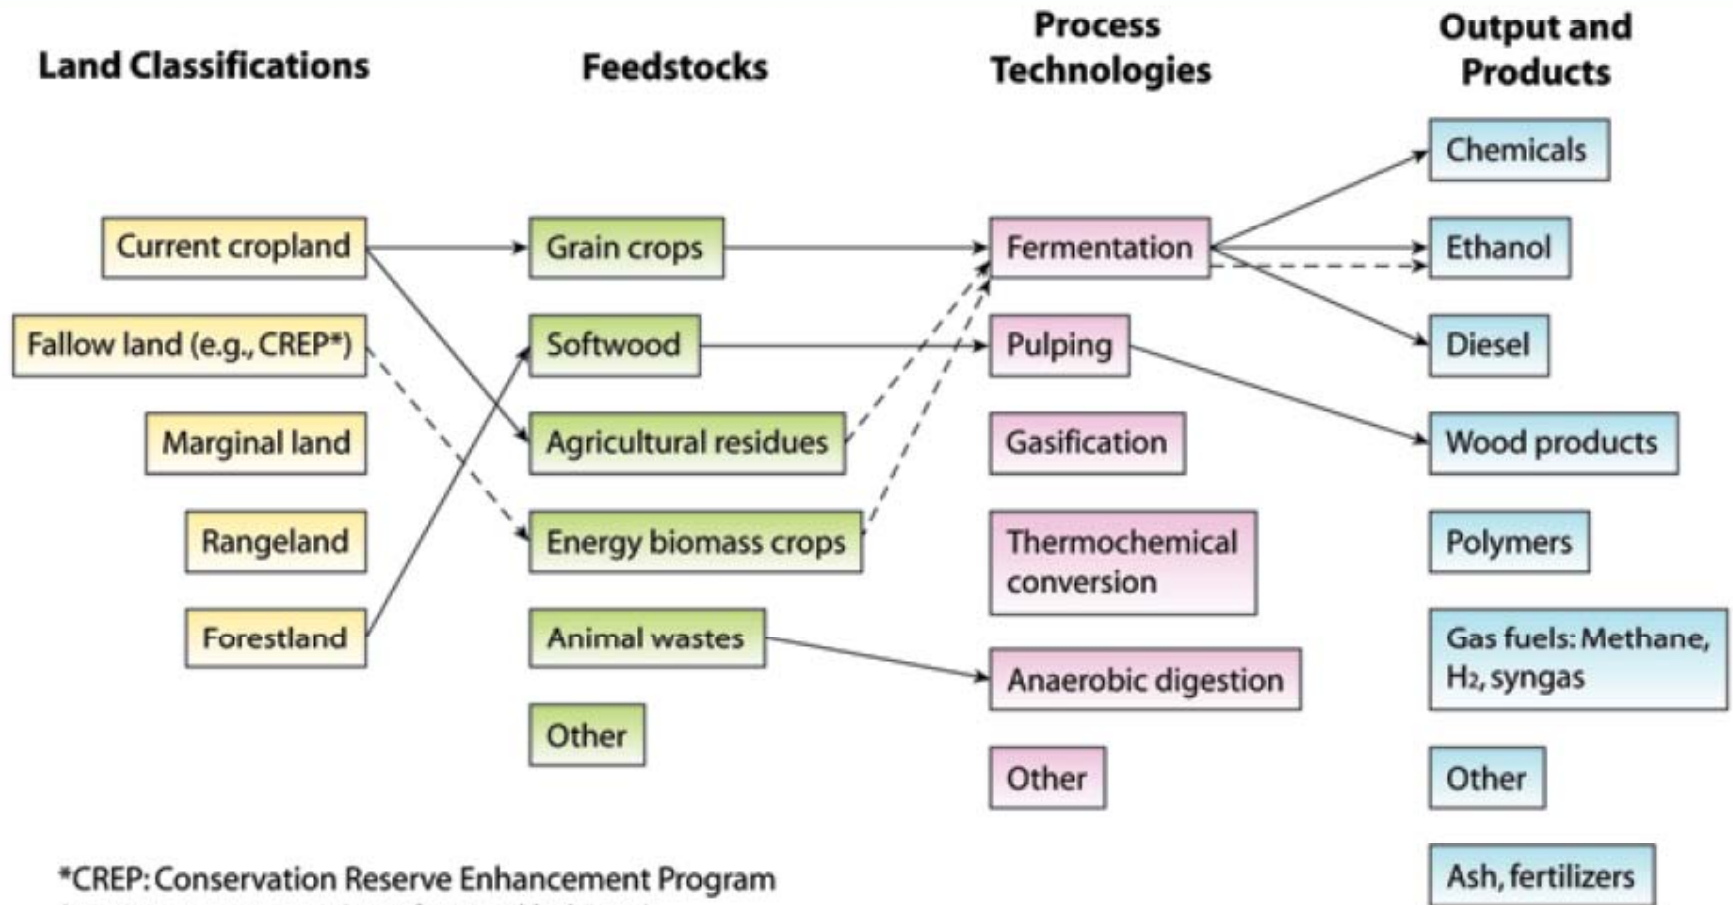 Land Classifications
Feedstocks
Process
Technologies
Output and
Products
Current cropland
Fallow land (e.g., CREP*)
Marginal land
Rangeland
Forestland
Grain crops
Softwood
Agricultural residues
Energy biomass crops
Animal wastes
Other
Fermentation
Pulping
Gasification
Thermochemical
conversion
Anaerobic digestion
Other
Chemicals
Ethanol
Diesel
Wood products
Polymers
Gas fuels: Methane,
H₂, syngas
Other
Ash, fertilizers
*CREP: Conservation Reserve Enhancement Program